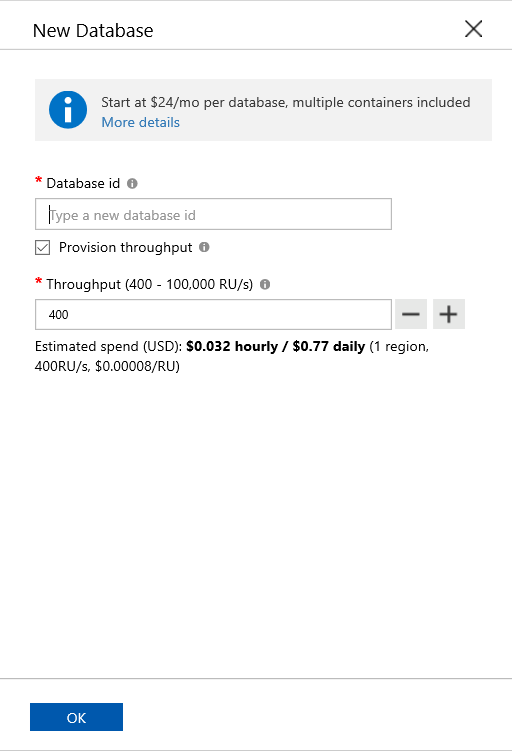 New Database
Start at $24/mo per database, multiple containers included
More details
* Database id
Type a new database id
Provision throughput
* Throughput (400 - 100,000 RU/s)
400
Estimated spend (USD): $0.032 hourly / $0.77 daily (1 region,
400RU/s, $0.00008/RU)
OK